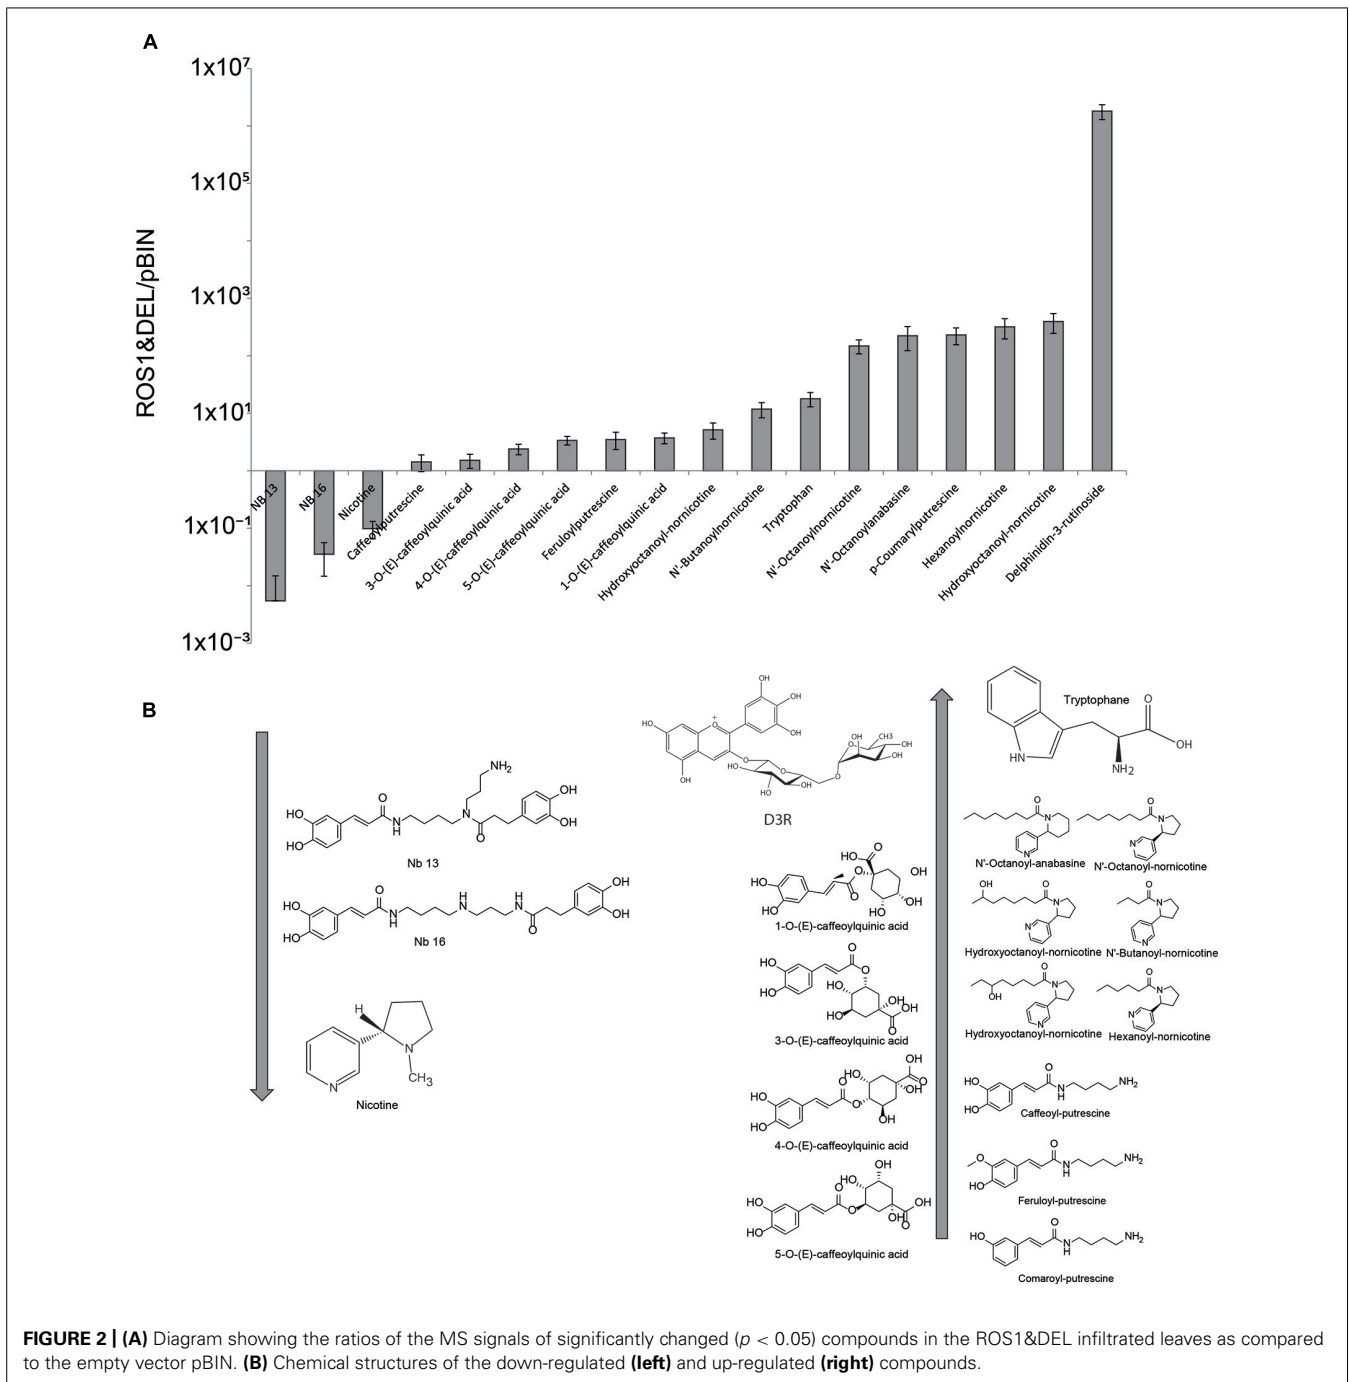 A
1x10⁷
1x10⁵
1x10³
1x10¹
1x10⁻¹
1x10⁻³
ROS1&DEL/pBIN
NB 13
NB 16
Nicotine
Caffeoylputrescine
3-O-(E)-caffeoylquinic acid
4-O-(E)-caffeoylquinic acid
5-O-(E)-caffeoylquinic acid
Feruloylputrescine
1-O-(E)-caffeoylquinic acid
Hydroxyoctanoyl-nornicotine
N'-Butanoylnornicotine
Tryptophan
N'-Octanoylnornicotine
N'-Octanoylanabasine
p-Coumarylputrescine
Hexanoylnornicotine
Hydroxyoctanoyl-nornicotine
Delphinidin-3-rutinoside
B
Nb 13
Nb 16
Nicotine
D3R
1-O-(E)-caffeoylquinic acid
3-O-(E)-caffeoylquinic acid
4-O-(E)-caffeoylquinic acid
5-O-(E)-caffeoylquinic acid
Tryptophane
N'-Octanoyl-anabasine
N'-Octanoyl-nornicotine
Hydroxyoctanoyl-nornicotine
N'-Butanoyl-nornicotine
Hydroxyoctanoyl-nornicotine
Hexanoyl-nornicotine
Caffeoyl-putrescine
Feruloyl-putrescine
Comaroyl-putrescine
FIGURE 2 | (A) Diagram showing the ratios of the MS signals of significantly changed (p < 0.05) compounds in the ROS1&DEL infiltrated leaves as compared
to the empty vector pBIN. (B) Chemical structures of the down-regulated (left) and up-regulated (right) compounds.